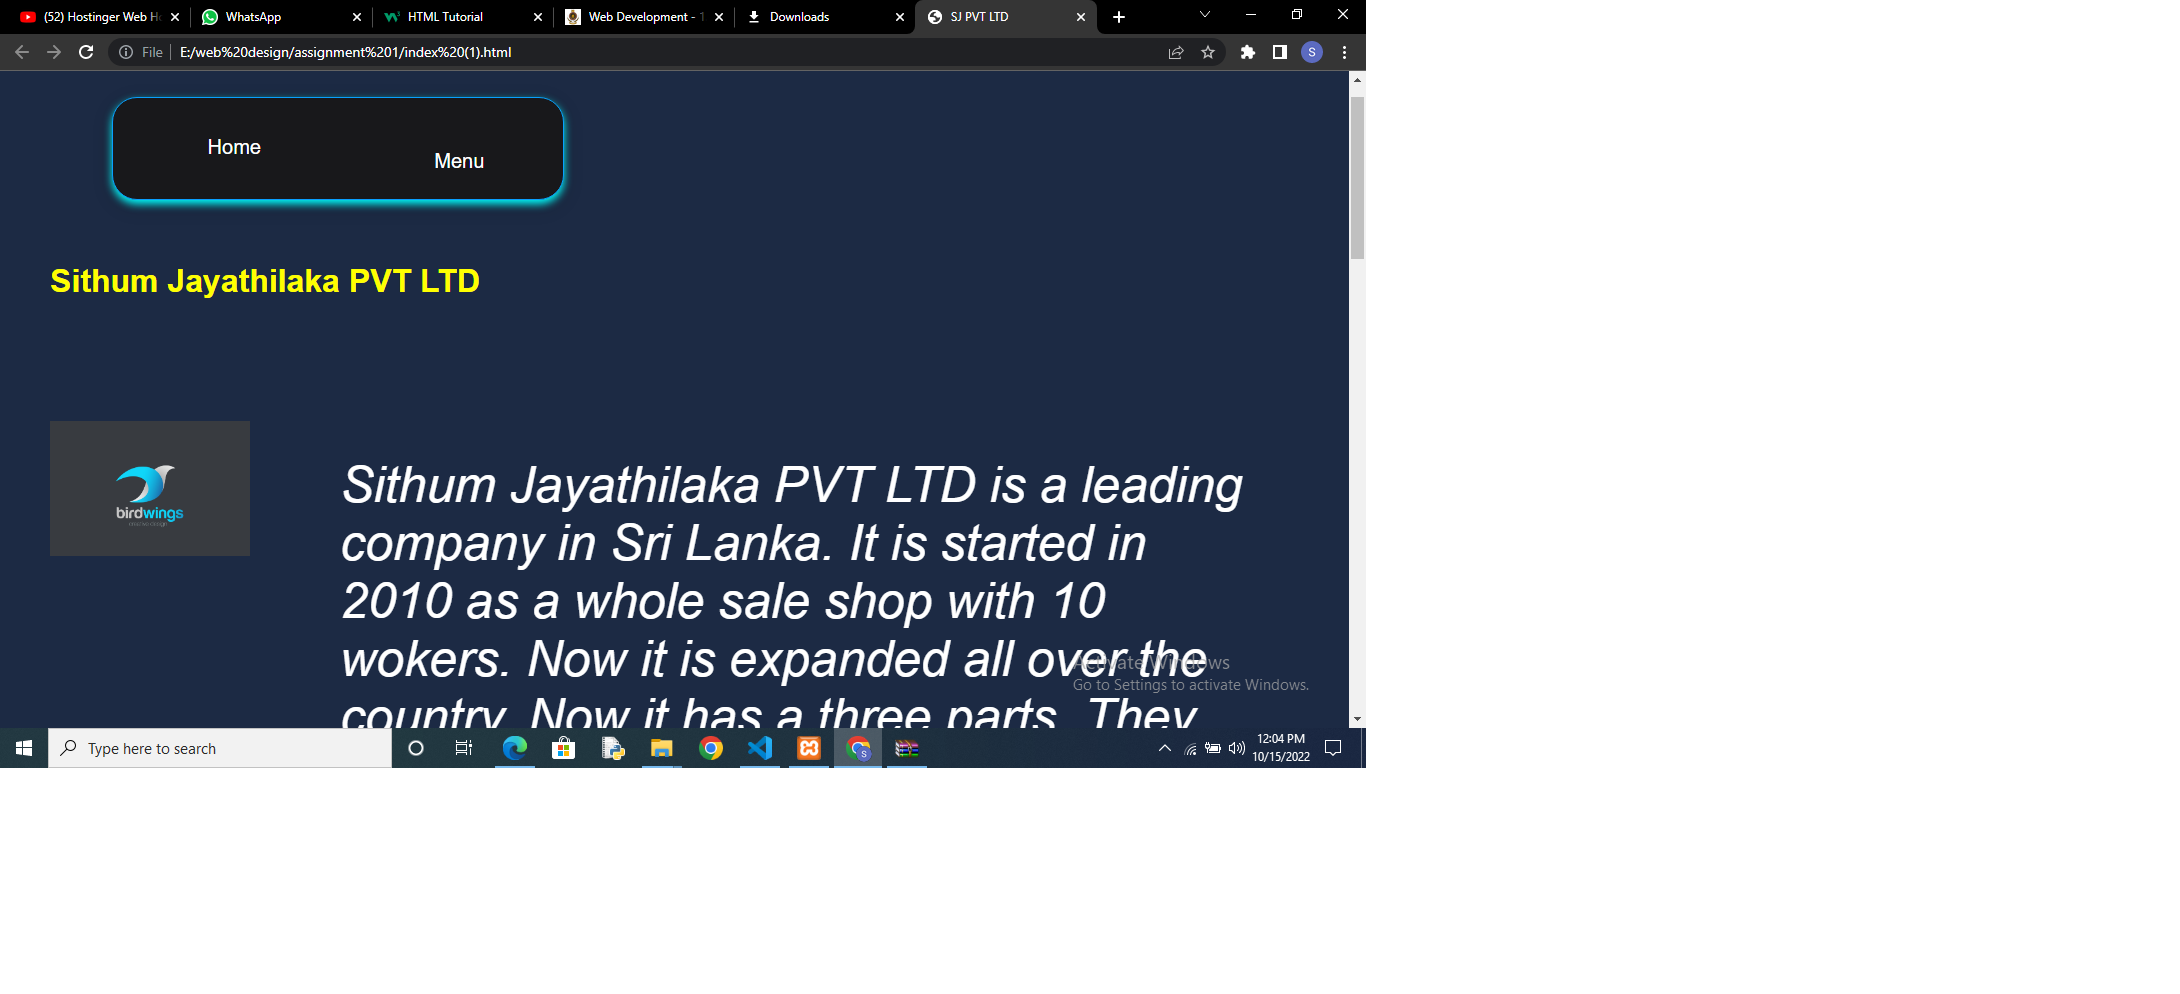 (52) Hostinger Web H
WhatsApp
HTML Tutorial
Web Development - 1
Downloads
SJ PVT LTD
File
E:/web%20design/assignment%201/index%20(1).html
S
Home
Menu
Sithum Jayathilaka PVT LTD
birdwings
Sithum Jayathilaka PVT LTD is a leading
company in Sri Lanka. It is started in
2010 as a whole sale shop with 10
wokers. Now it is expanded all over the
country. Now it has a three parts. They
Activate Windows
Go to Settings to activate Windows.
Type here to search
S
12:04 PM
10/15/2022